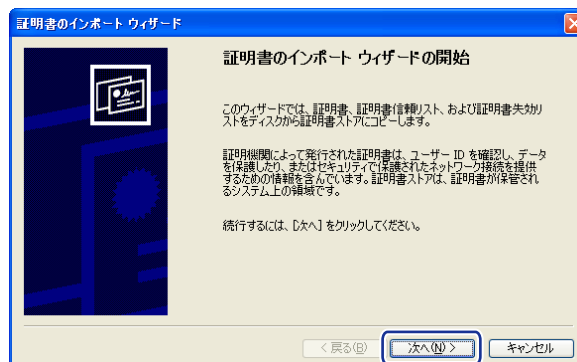 証明書のインポート ウィザード
証明書のインポート ウィザードの開始
このウィザードでは、証明書、証明書信頼リスト、および証明書失効リ
ストをディスクから証明書ストアにコピーします。
証明機関によって発行された証明書は、ユーザー ID を確認し、データ
を保護したり、またはセキュリティで保護されたネットワーク接続を提供
するための情報を含んでいます。証明書ストアは、証明書が保管され
るシステム上の領域です。
続行するには、[次へ] をクリックしてください。
< 戻る(B)
次へ(N) >
キャンセル